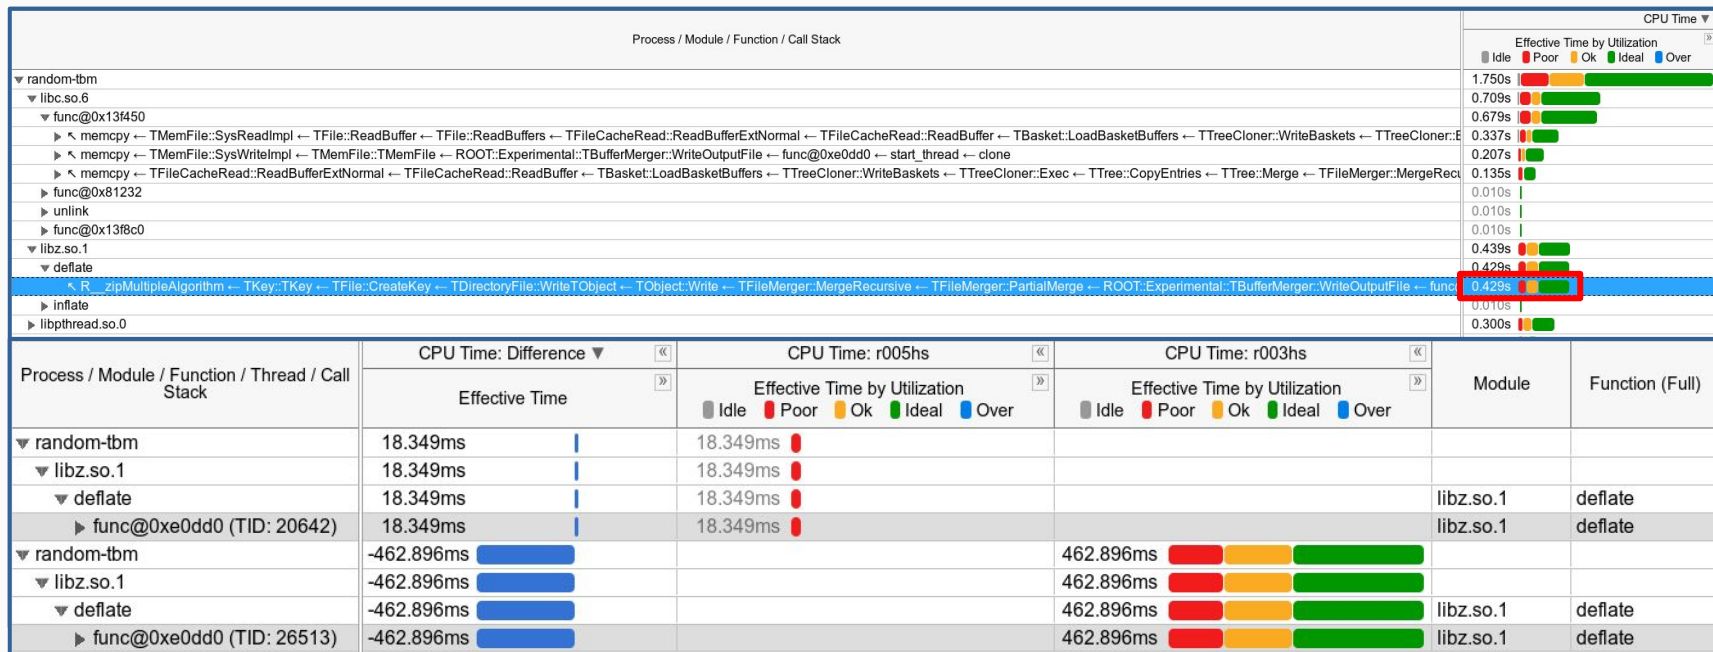 Process / Module / Function / Call Stack
CPU Time ▼
Effective Time by Utilization
Idle Poor Ok Ideal Over
random-tbm 1.750s
libc.so.6 0.709s
func@0x13f450 0.679s
↖ memcpy ← TMemFile::SysReadImpl ← TFile::ReadBuffer ← TFile::ReadBuffers ← TFileCacheRead::ReadBufferExtNormal ← TFileCacheRead::ReadBuffer ← TBasket::LoadBasketBuffers ← TTreeCloner::WriteBaskets ← TTreeCloner::E 0.337s
↖ memcpy ← TMemFile::SysWriteImpl ← TMemFile::TMemFile ← ROOT::Experimental::TBufferMerger::WriteOutputFile ← func@0xe0dd0 ← start_thread ← clone 0.207s
↖ memcpy ← TFileCacheRead::ReadBufferExtNormal ← TFileCacheRead::ReadBuffer ← TBasket::LoadBasketBuffers ← TTreeCloner::WriteBaskets ← TTreeCloner::Exec ← TTree::CopyEntries ← TTree::Merge ← TFileMerger::MergeRecu 0.135s
func@0x81232 0.010s
unlink 0.010s
func@0x13f8c0 0.010s
libz.so.1 0.439s
deflate 0.429s
↖ R__zipMultipleAlgorithm ← TKey::TKey ← TFile::CreateKey ← TDirectoryFile::WriteTObject ← TObject::Write ← TFileMerger::MergeRecursive ← TFileMerger::PartialMerge ← ROOT::Experimental::TBufferMerger::WriteOutputFile ← func 0.429s
inflate 0.010s
libpthread.so.0 0.300s
Process / Module / Function / Thread / Call Stack
CPU Time: Difference ▼
Effective Time
CPU Time: r005hs
Effective Time by Utilization
Idle Poor Ok Ideal Over
CPU Time: r003hs
Effective Time by Utilization
Idle Poor Ok Ideal Over
Module
Function (Full)
random-tbm 18.349ms 18.349ms
libz.so.1 18.349ms 18.349ms
deflate 18.349ms 18.349ms libz.so.1 deflate
func@0xe0dd0 (TID: 20642) 18.349ms 18.349ms libz.so.1 deflate
random-tbm -462.896ms 462.896ms
libz.so.1 -462.896ms 462.896ms
deflate -462.896ms 462.896ms libz.so.1 deflate
func@0xe0dd0 (TID: 26513) -462.896ms 462.896ms libz.so.1 deflate